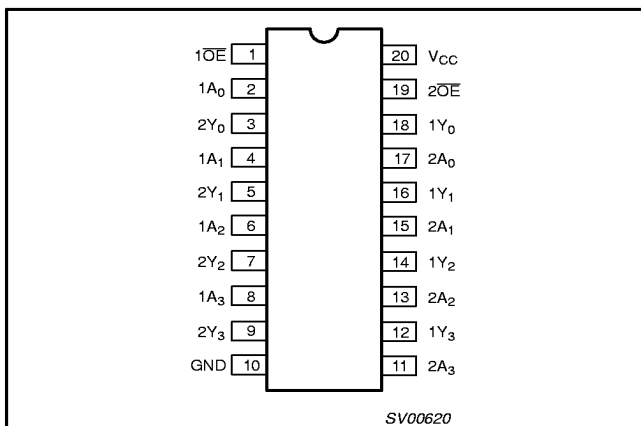 1O̅E̅ 1 20 VCC
1A0 2 19 2O̅E̅
2Y0 3 18 1Y0
1A1 4 17 2A0
2Y1 5 16 1Y1
1A2 6 15 2A1
2Y2 7 14 1Y2
1A3 8 13 2A2
2Y3 9 12 1Y3
GND 10 11 2A3
SV00620